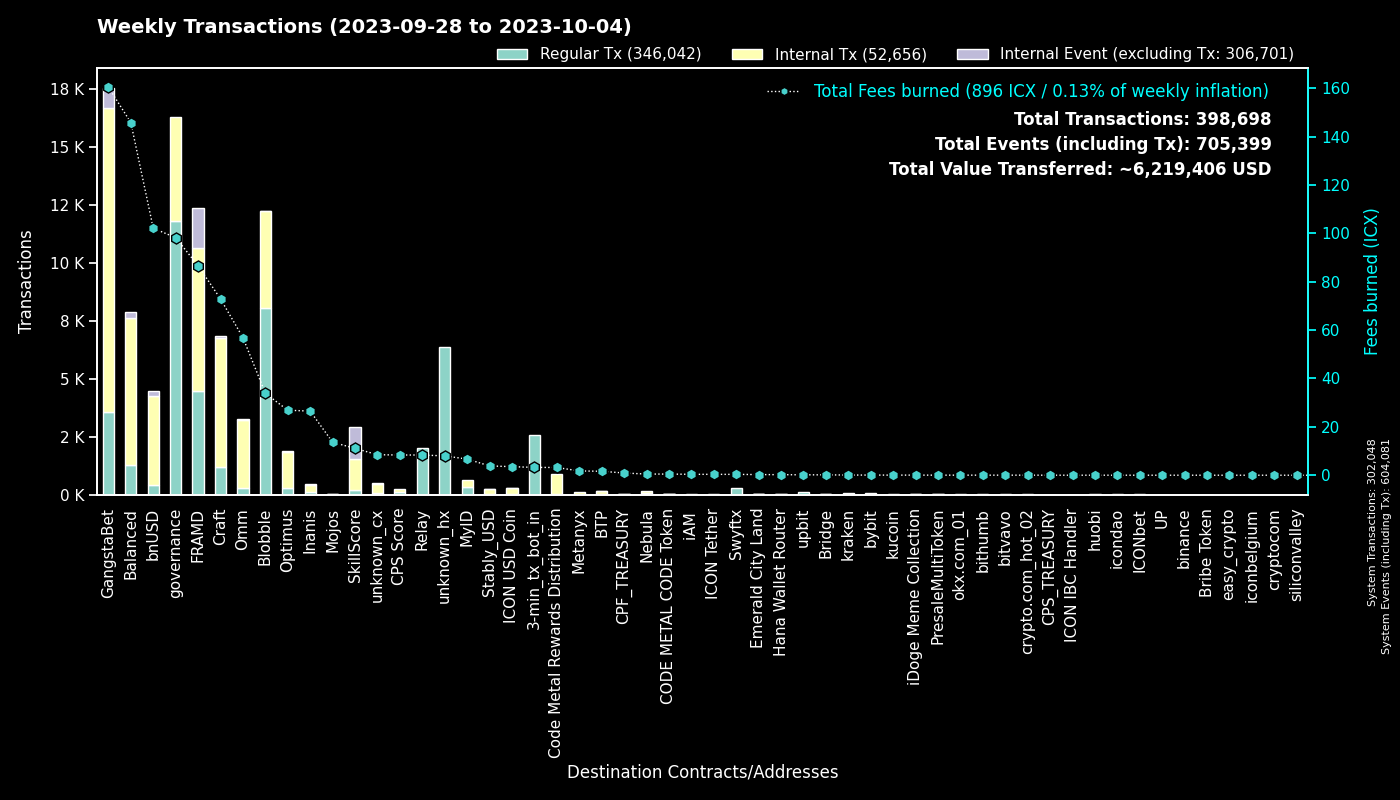 Weekly Transactions (2023-09-28 to 2023-10-04)
Regular Tx (346,042)
Internal Tx (52,656)
Internal Event (excluding Tx: 306,701)
Total Fees burned (896 ICX / 0.13% of weekly inflation)
Total Transactions: 398,698
Total Events (including Tx): 705,399
Total Value Transferred: ~6,219,406 USD
Transactions
18 K
15 K
12 K
10 K
8 K
5 K
2 K
0 K
160
140
120
100
80
60
40
20
0
Fees burned (ICX)
GangstaBet
Balanced
bnUSD
governance
FRAMD
Craft
Omm
Blobble
Optimus
Inanis
Mojos
SkillScore
unknown_cx
CPS Score
Relay
unknown_hx
MyID
Stably_USD
ICON USD Coin
3-min_tx_bot_in
Code Metal Rewards Distribution
Metanyx
BTP
CPF_TREASURY
Nebula
CODE METAL CODE Token
iAM
ICON Tether
Swyftx
Emerald City Land
Hana Wallet Router
upbit
Bridge
kraken
bybit
kucoin
iDoge Meme Collection
PresaleMultiToken
okx.com_01
bithumb
bitvavo
crypto.com_hot_02
CPS_TREASURY
ICON IBC Handler
huobi
icondao
ICONbet
UP
binance
Bribe Token
easy_crypto
iconbelgium
cryptocom
siliconvalley
Destination Contracts/Addresses
System Transactions: 302,048
System Events (including Tx): 604,081